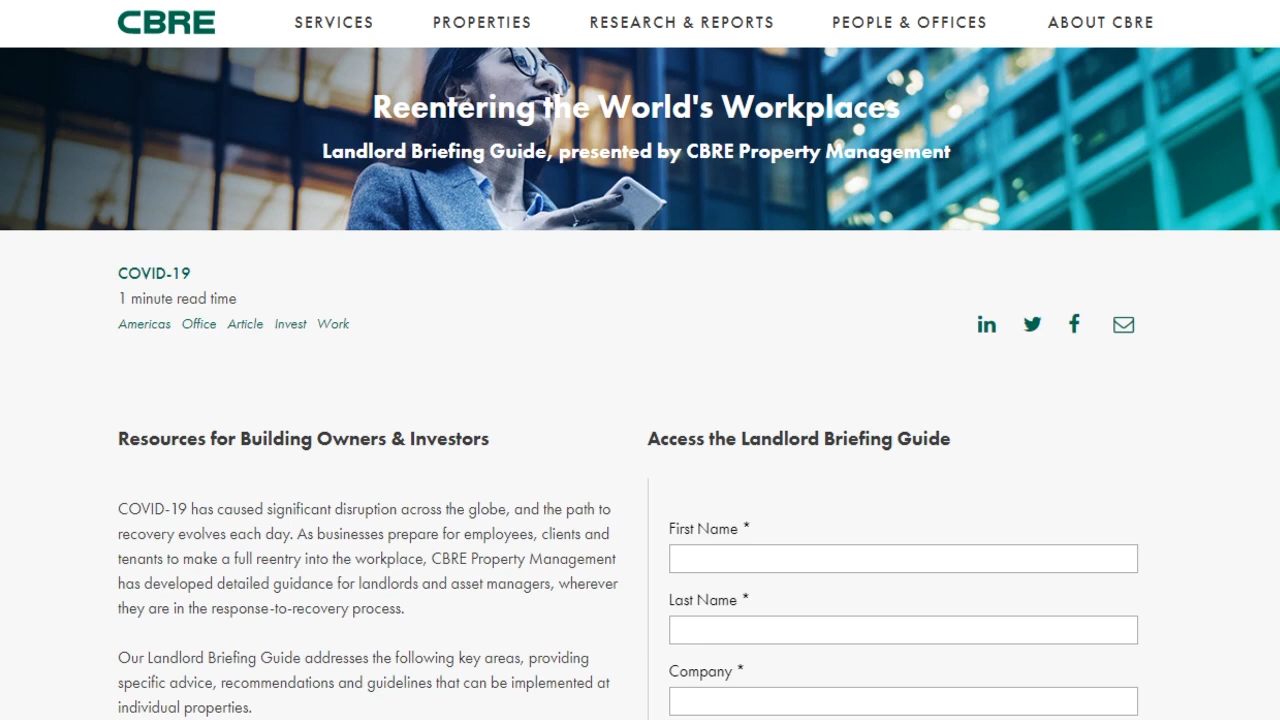 CBRE
SERVICES
PROPERTIES
RESEARCH & REPORTS
PEOPLE & OFFICES
ABOUT CBRE
Reentering the World's Workplaces
Landlord Briefing Guide, presented by CBRE Property Management
COVID-19
1 minute read time
Americas Office Article Invest Work
Resources for Building Owners & Investors
COVID-19 has caused significant disruption across the globe, and the path to
recovery evolves each day. As businesses prepare for employees, clients and
tenants to make a full reentry into the workplace, CBRE Property Management
has developed detailed guidance for landlords and asset managers, wherever
they are in the response-to-recovery process.
Our Landlord Briefing Guide addresses the following key areas, providing
specific advice, recommendations and guidelines that can be implemented at
individual properties.
Access the Landlord Briefing Guide
First Name *
Last Name *
Company *